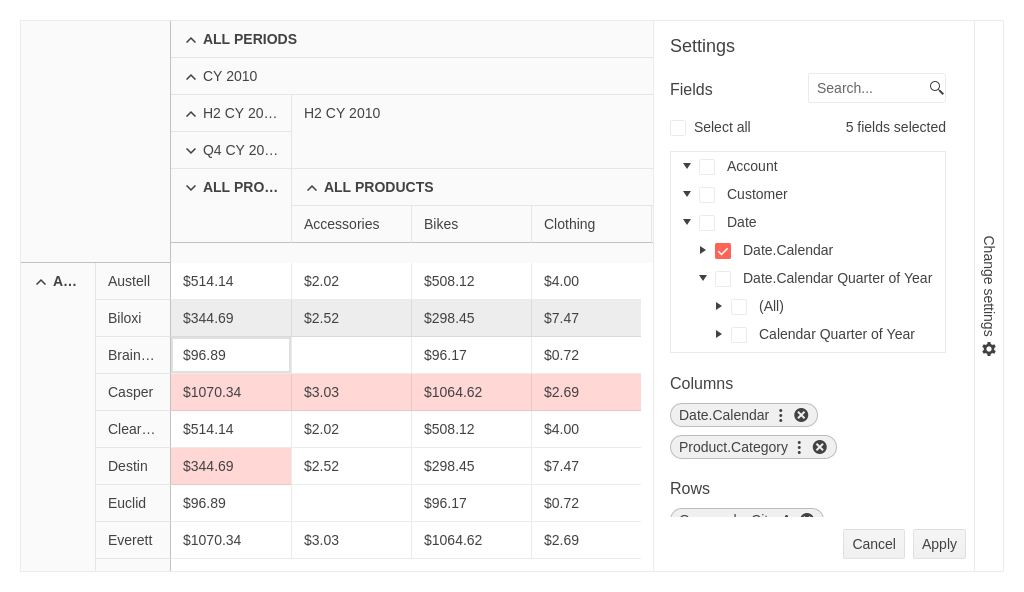 ALL PERIODS
CY 2010
H2 CY 20… H2 CY 2010
Q4 CY 20…
ALL PRO… ALL PRODUCTS
Accessories Bikes Clothing
A… Austell $514.14 $2.02 $508.12 $4.00
Biloxi $344.69 $2.52 $298.45 $7.47
Brain… $96.89 $96.17 $0.72
Casper $1070.34 $3.03 $1064.62 $2.69
Clear… $514.14 $2.02 $508.12 $4.00
Destin $344.69 $2.52 $298.45 $7.47
Euclid $96.89 $96.17 $0.72
Everett $1070.34 $3.03 $1064.62 $2.69
Settings
Fields Search...
Select all 5 fields selected
Account
Customer
Date
Date.Calendar
Date.Calendar Quarter of Year
(All)
Calendar Quarter of Year
Columns
Date.Calendar
Product.Category
Rows
Cancel Apply
Change settings